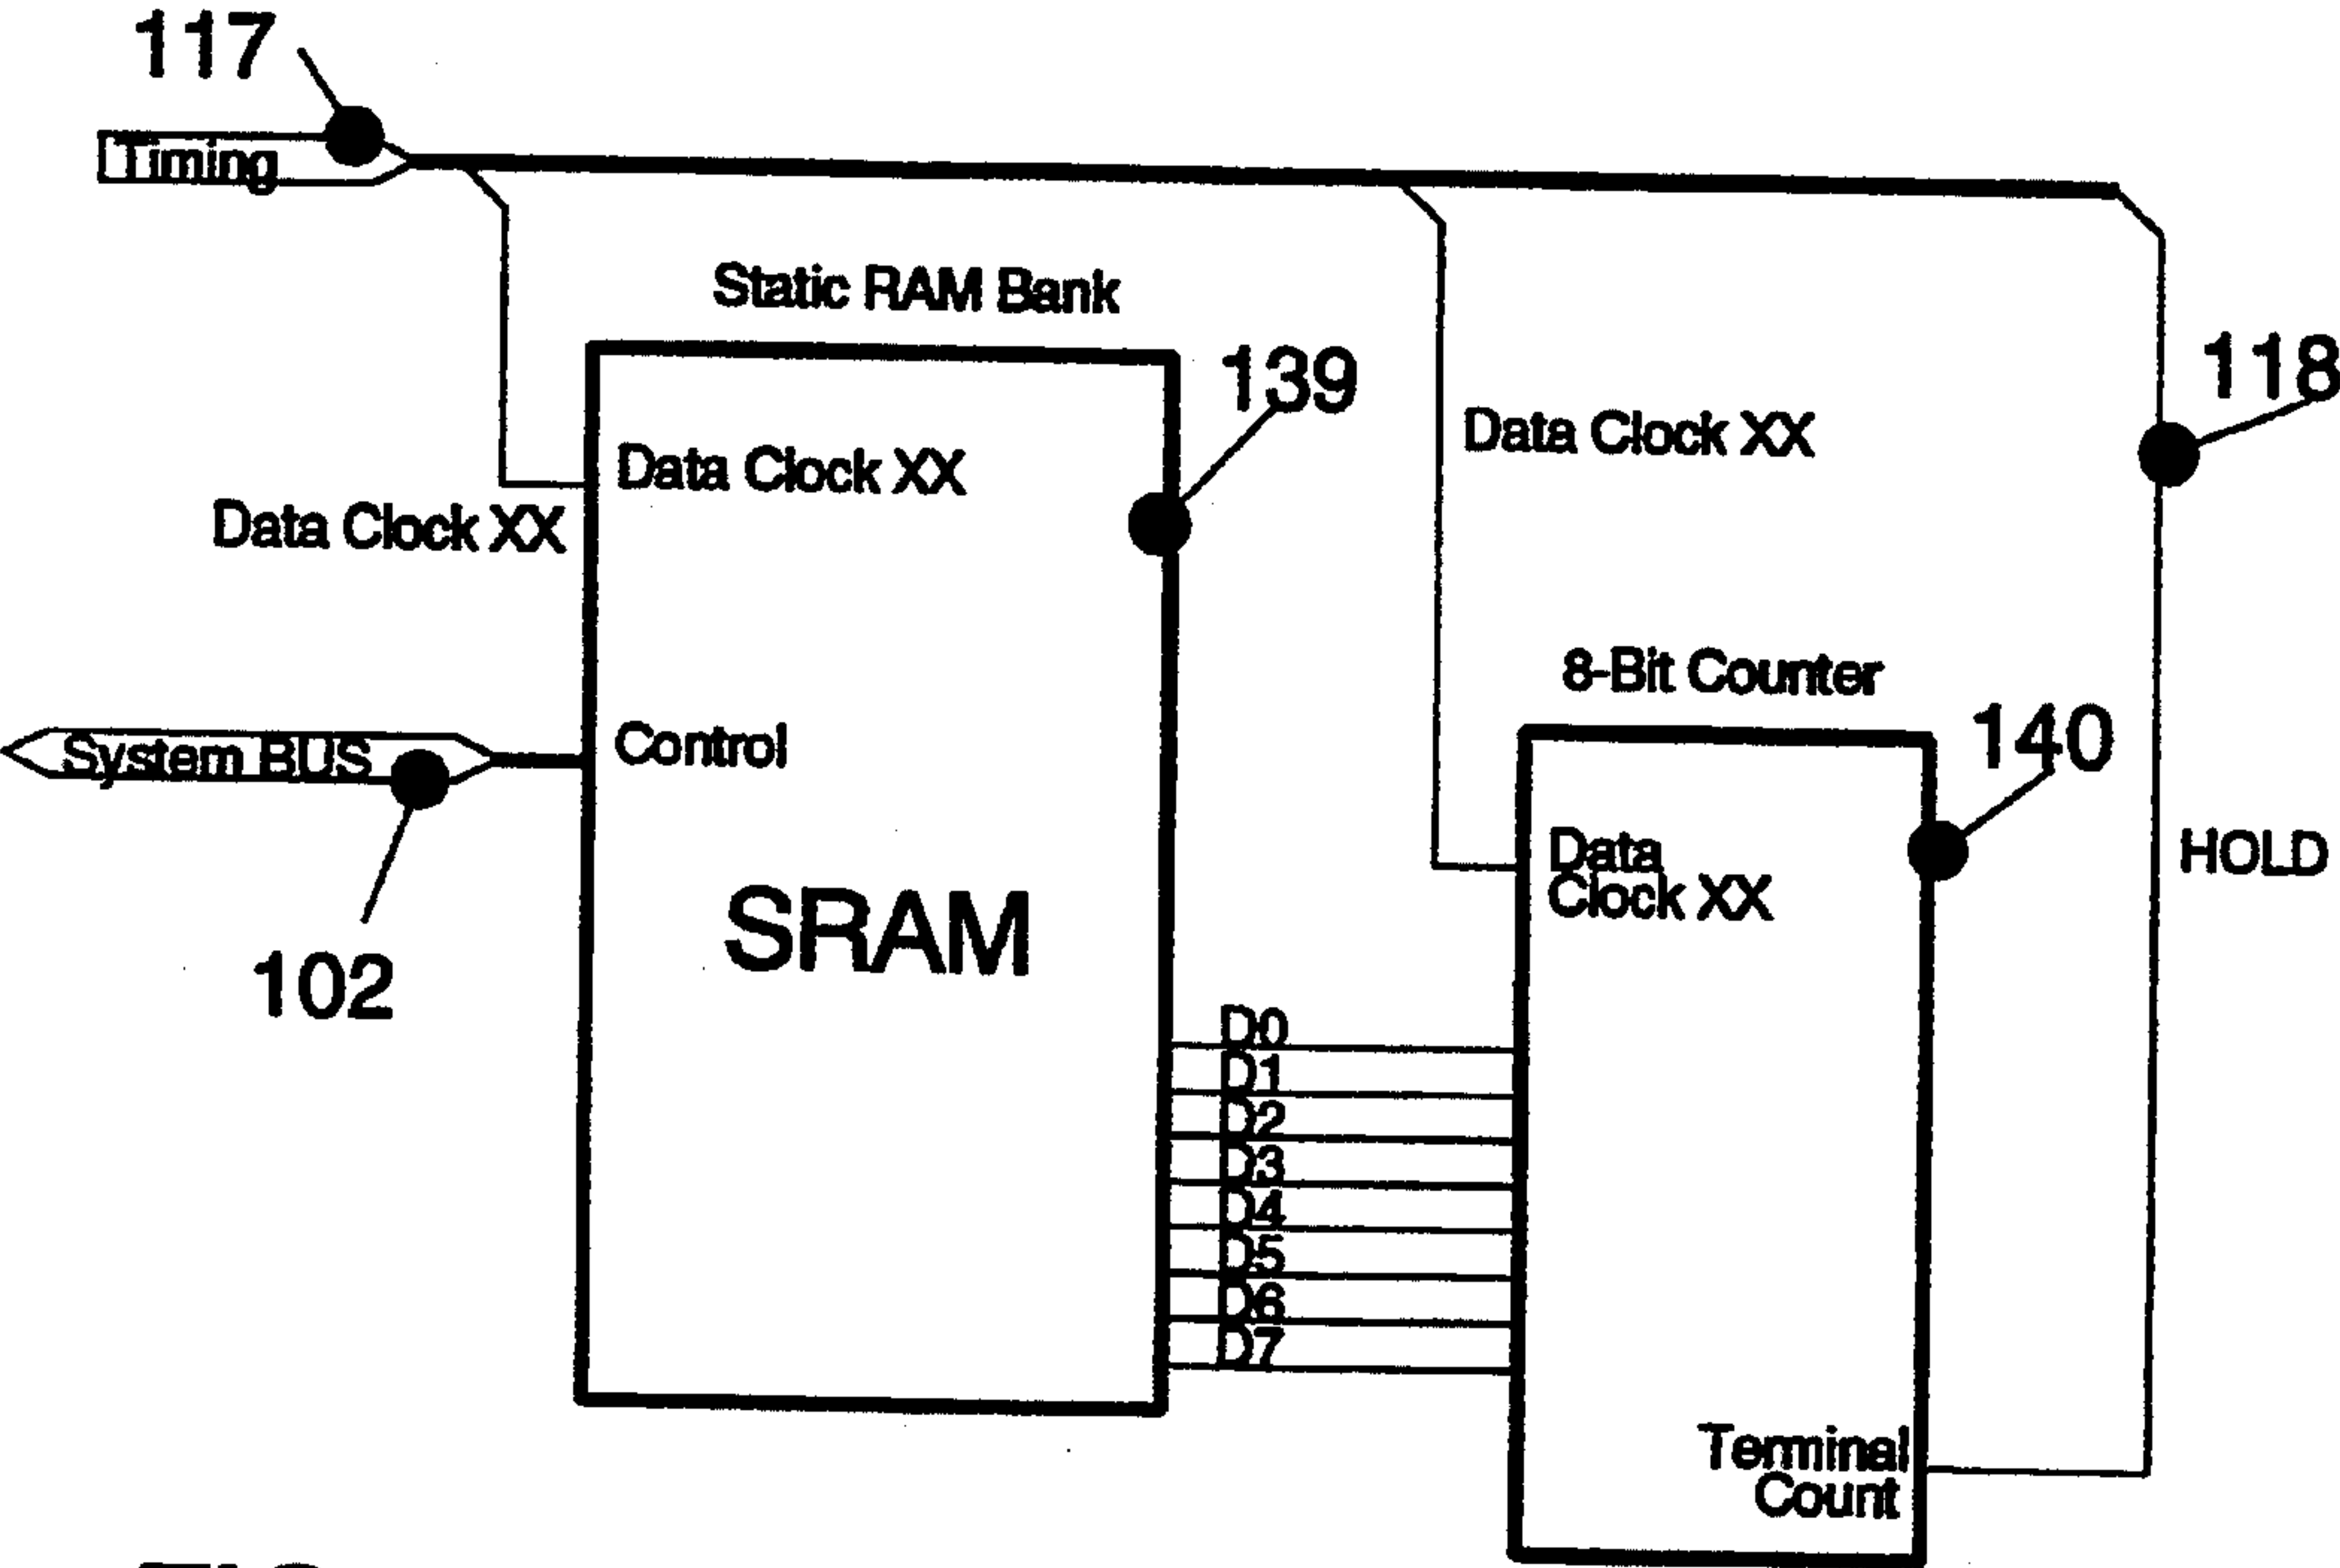 117
Timing
Static RAM Bank
139
118
Data Clock XX
Data Clock XX
Data Clock XX
8-Bit Counter
System BUS
Control
140
Data
Clock XX
HOLD
SRAM
102
D0
D1
D2
D3
D4
D5
D6
D7
Terminal
Count